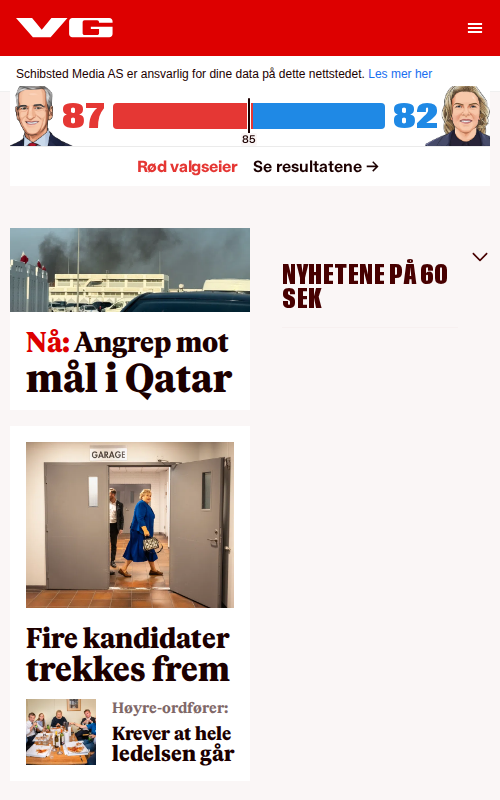 VG
Schibsted Media AS er ansvarlig for dine data på dette nettstedet. Les mer her
87
82
85
Rød valgseier Se resultatene →
Nå: Angrep mot
mål i Qatar
NYHETENE PÅ 60
SEK
GARAGE
Fire kandidater
trekkes frem
Høyre-ordfører:
Krever at hele
ledelsen går